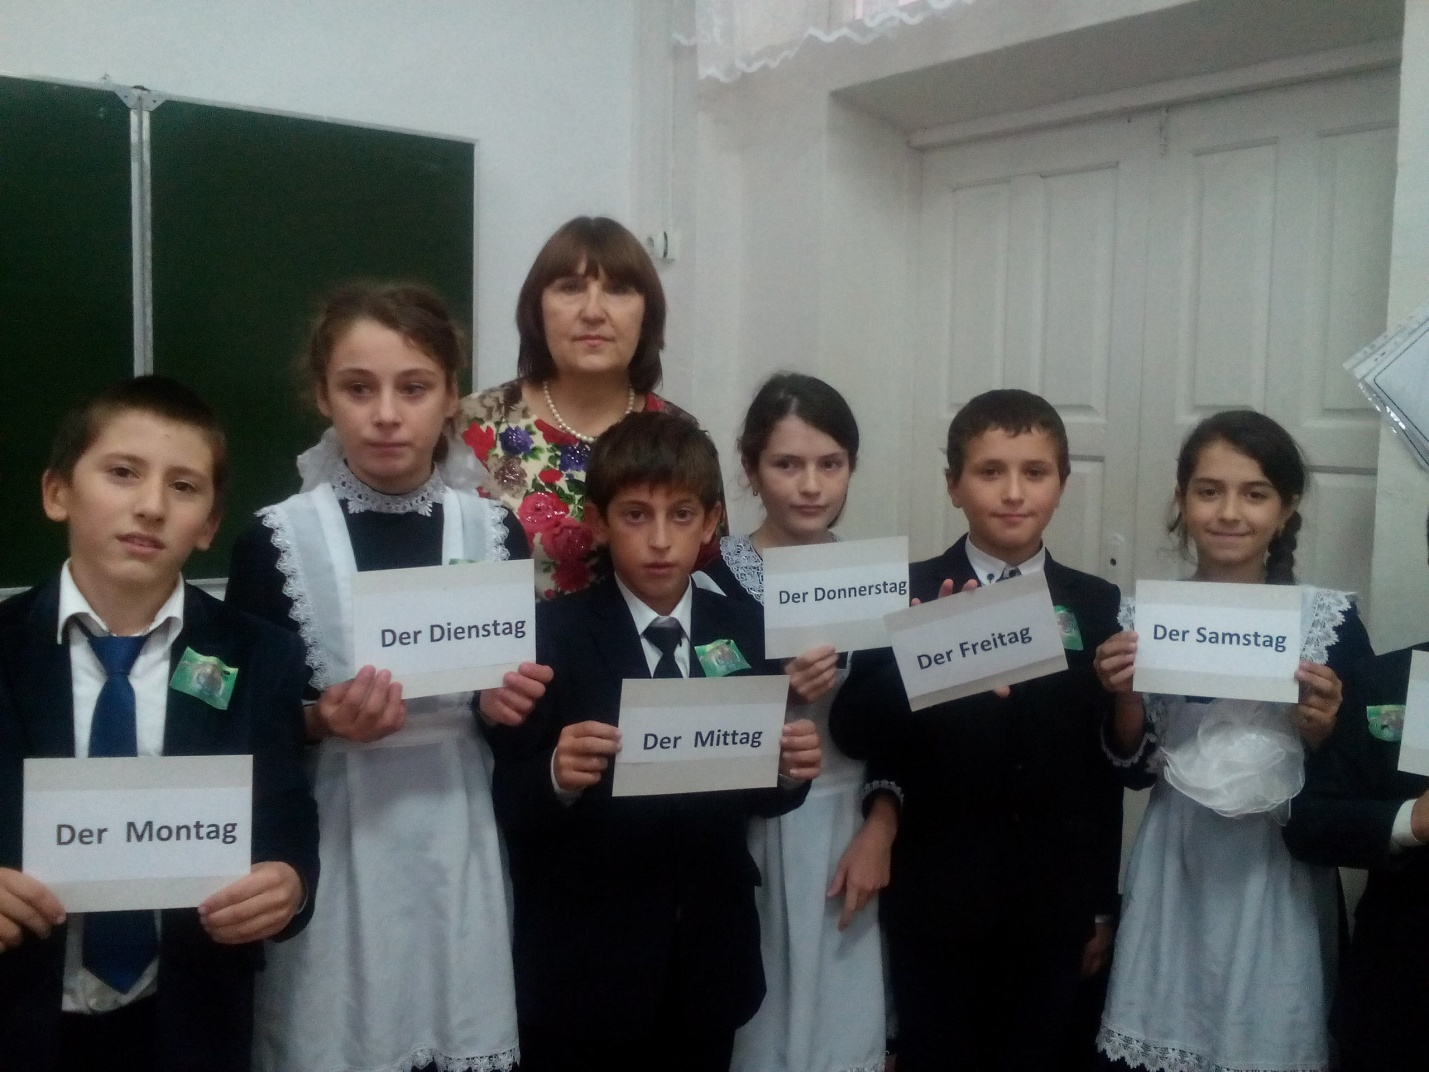 Der Montag
Der Dienstag
Der Mittag
Der Donnerstag
Der Freitag
Der Samstag